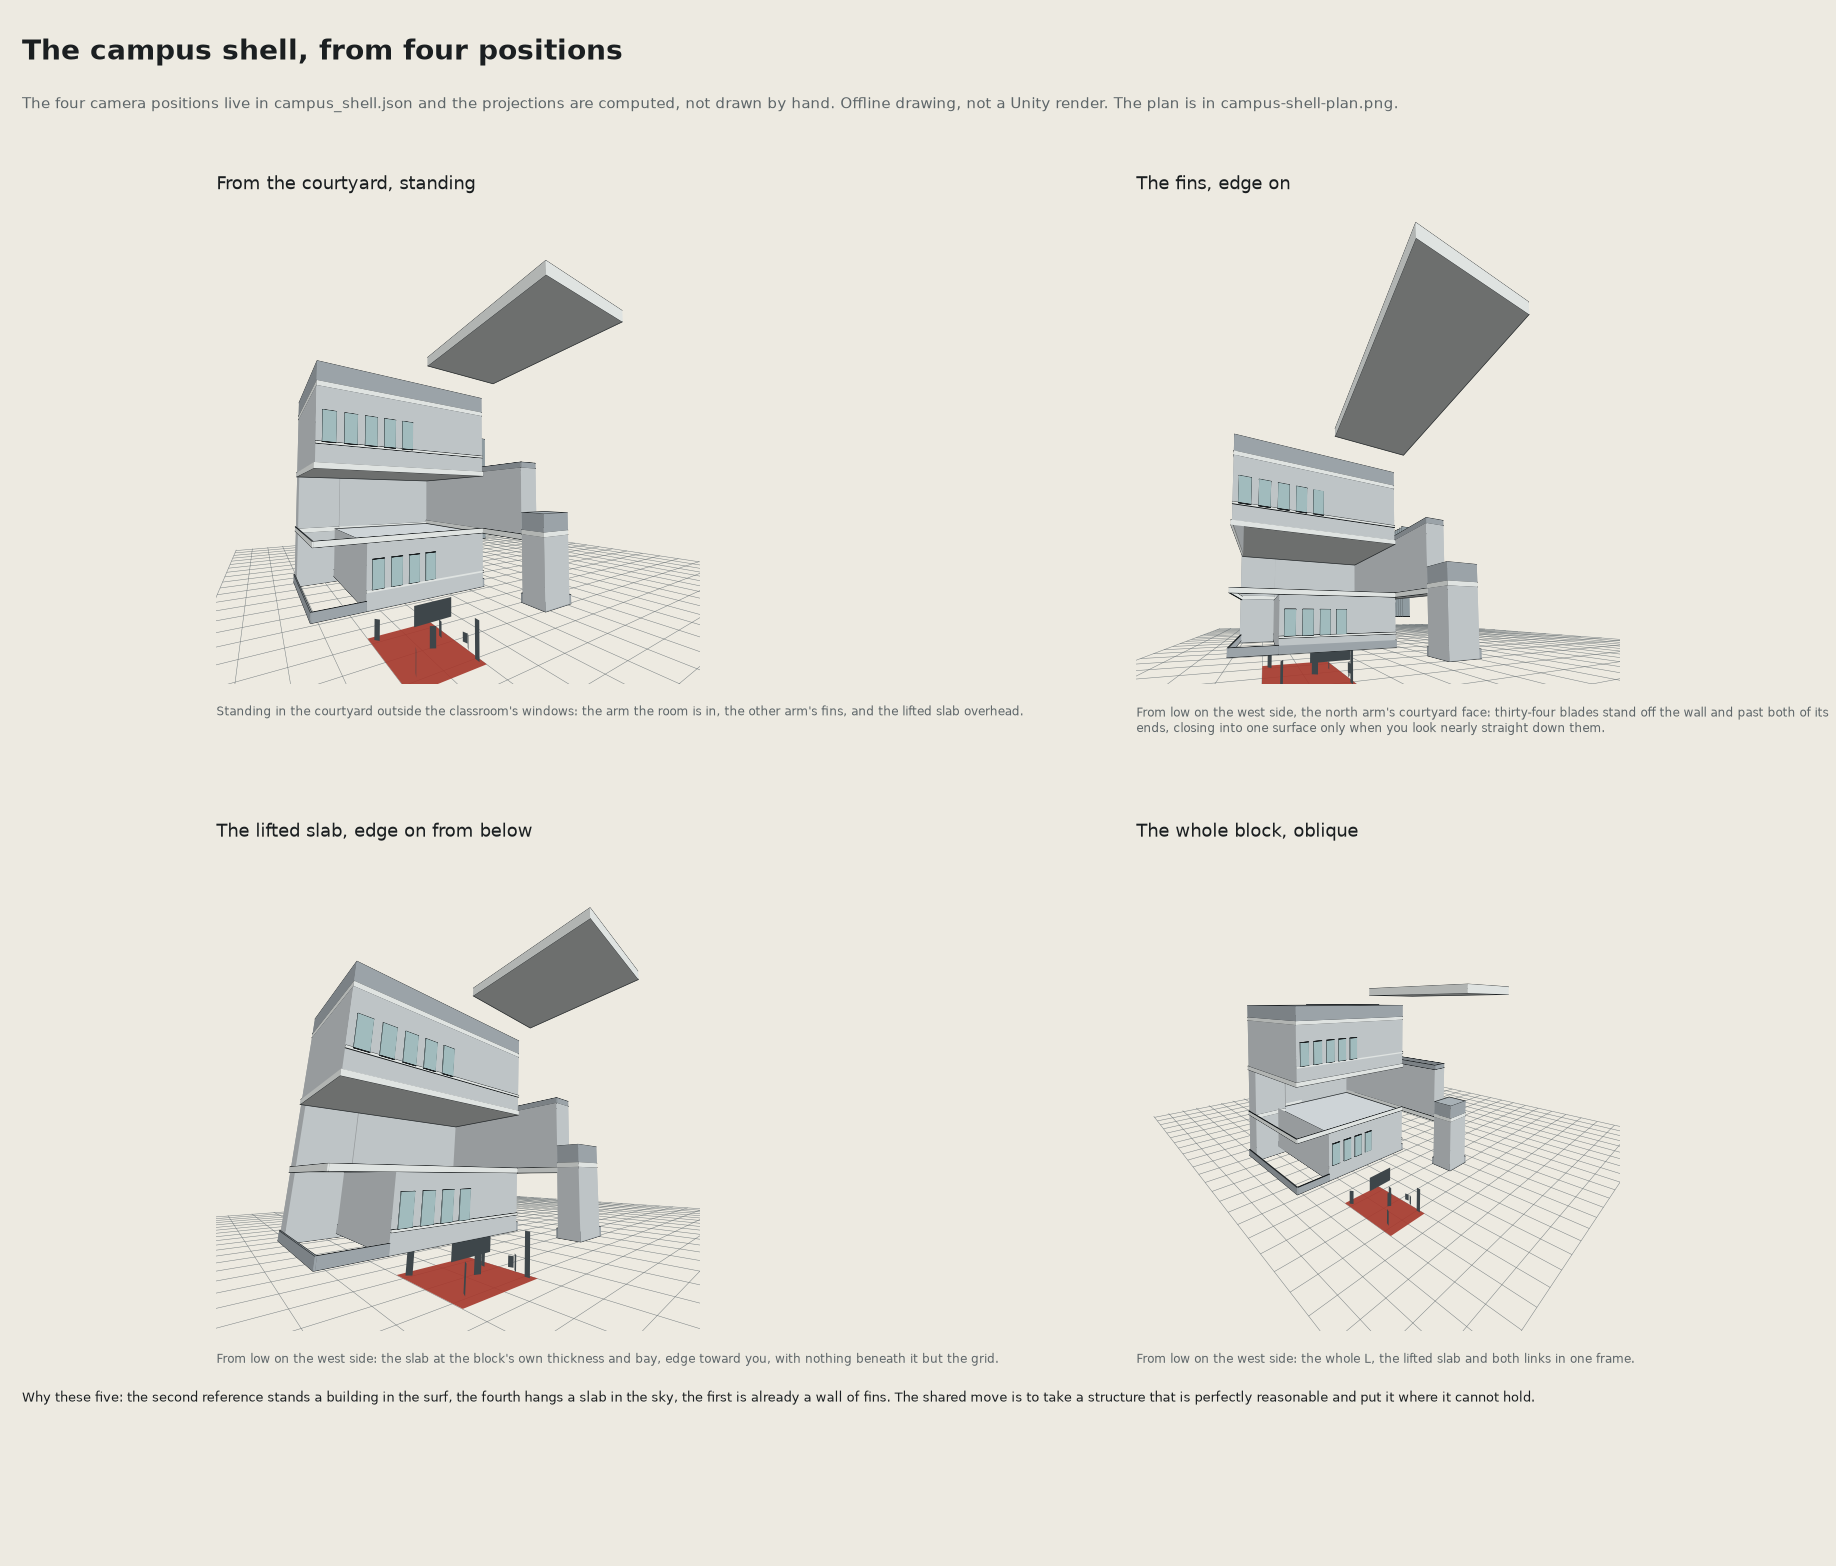 The campus shell, from four positions
The four camera positions live in campus_shell.json and the projections are computed, not drawn by hand. Offline drawing, not a Unity render. The plan is in campus-shell-plan.png.
From the courtyard, standing
The fins, edge on
Standing in the courtyard outside the classroom's windows: the arm the room is in, the other arm's fins, and the lifted slab overhead.
From low on the west side, the north arm's courtyard face: thirty-four blades stand off the wall and past both of its
ends, closing into one surface only when you look nearly straight down them.
The lifted slab, edge on from below
The whole block, oblique
From low on the west side: the slab at the block's own thickness and bay, edge toward you, with nothing beneath it but the grid.
From low on the west side: the whole L, the lifted slab and both links in one frame.
Why these five: the second reference stands a building in the surf, the fourth hangs a slab in the sky, the first is already a wall of fins. The shared move is to take a structure that is perfectly reasonable and put it where it cannot hold.